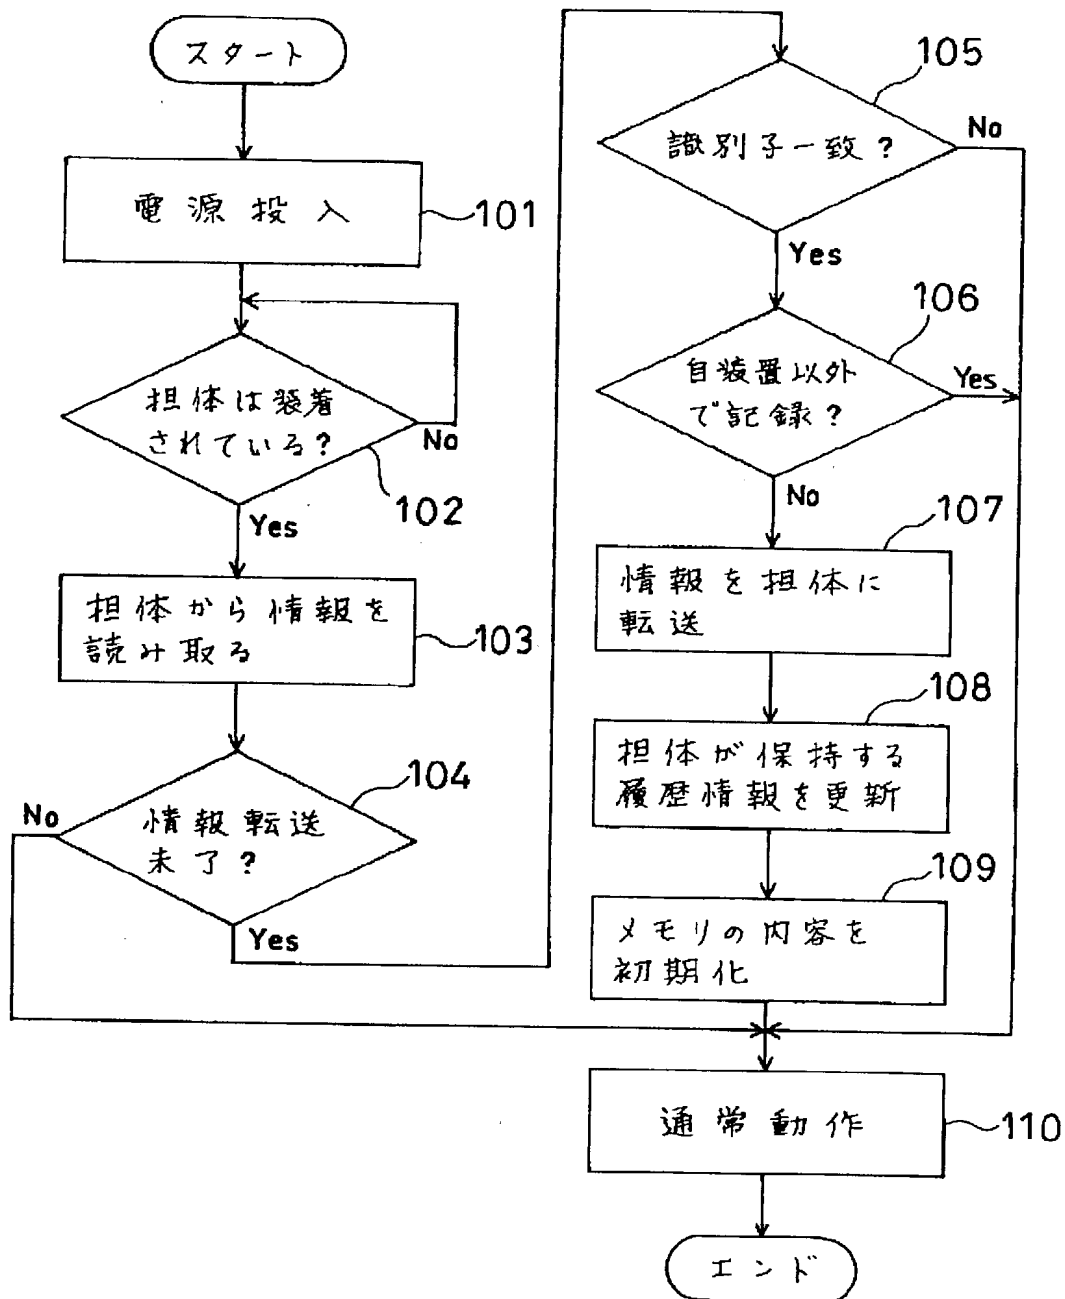 スタート
電源投入
101
担体は装着
されている?
No
102
Yes
担体から情報を
読み取る
103
104
No
情報転送
未了?
Yes
105
識別子一致?
No
Yes
106
自装置以外
で記録?
Yes
No
107
情報を担体に
転送
108
担体が保持する
履歴情報を更新
109
メモリの内容を
初期化
通常動作
110
エンド